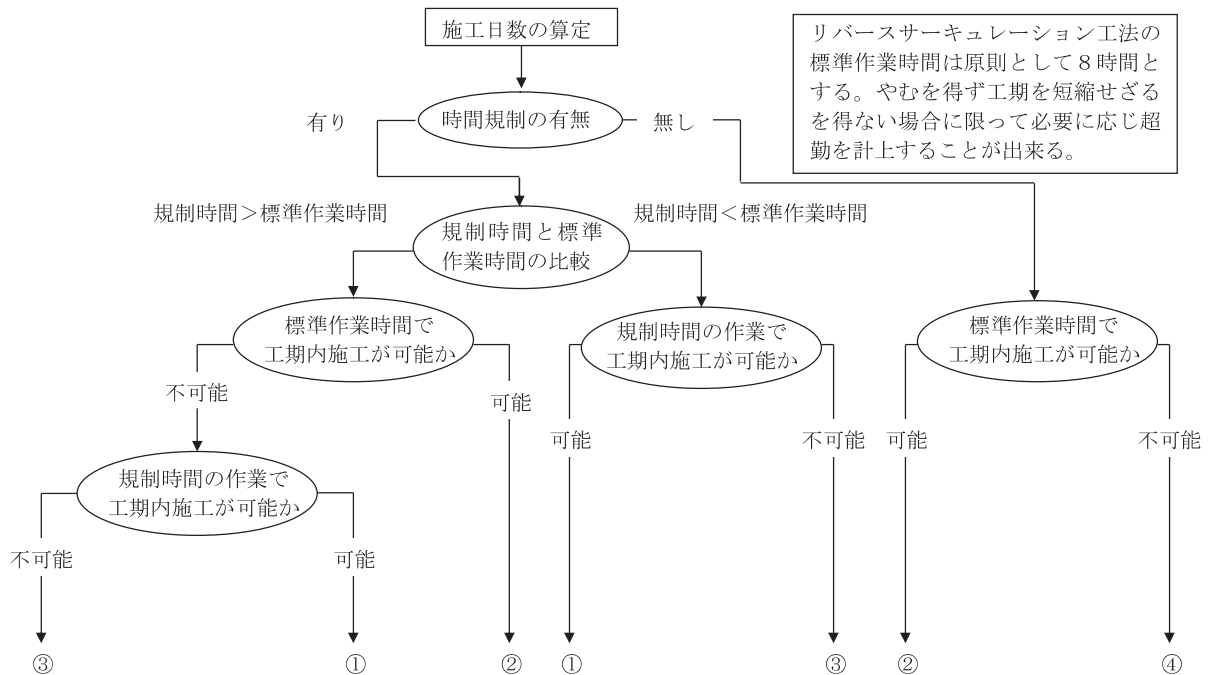 施工日数の算定
リバースサーキュレーション工法の
標準作業時間は原則として８時間と
する。やむを得ず工期を短縮せざる
を得ない場合に限って必要に応じ超
勤を計上することが出来る。
有り
時間規制の有無
無し
規制時間＞標準作業時間
規制時間＜標準作業時間
規制時間と標準
作業時間の比較
標準作業時間で
工期内施工が可能か
規制時間の作業で
工期内施工が可能か
標準作業時間で
工期内施工が可能か
不可能
可能
可能
不可能
可能
不可能
規制時間の作業で
工期内施工が可能か
不可能
可能
③
①
②
①
③
②
④